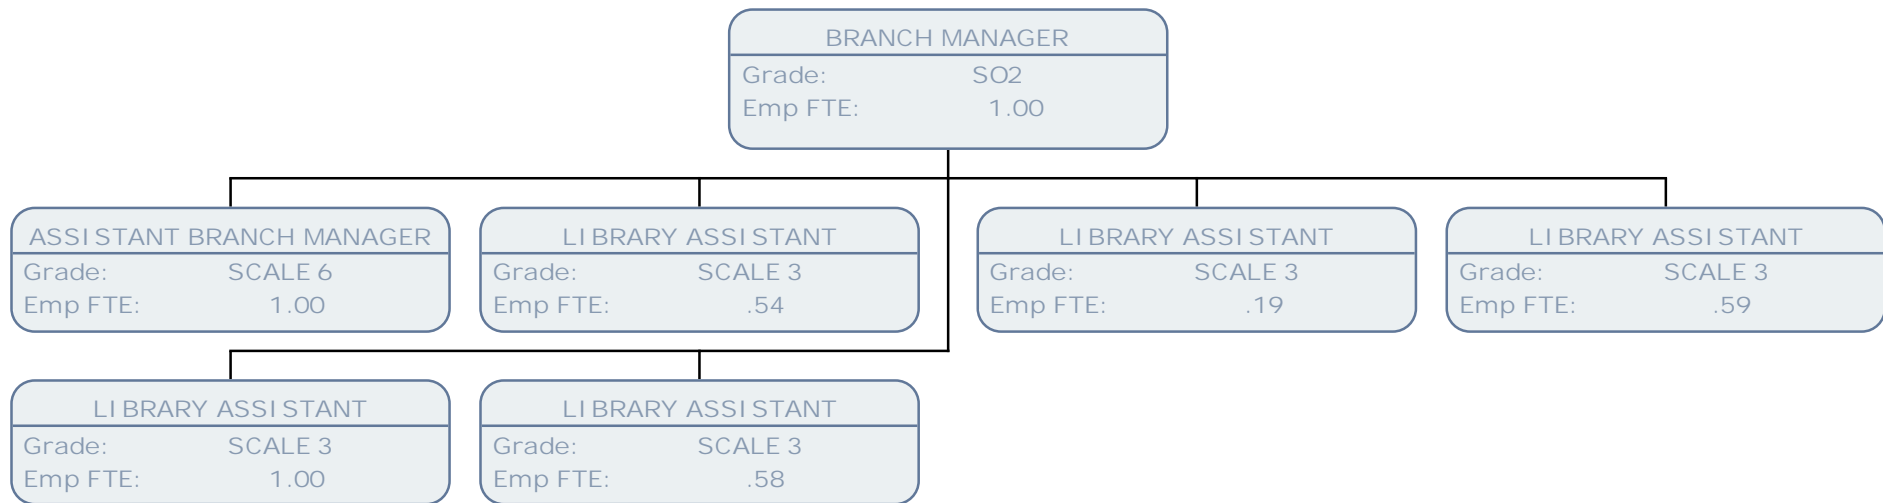 BRANCH MANAGER
Grade: SO2
Emp FTE: 1.00
ASSISTANT BRANCH MANAGER
Grade: SCALE 6
Emp FTE: 1.00
LIBRARY ASSISTANT
Grade: SCALE 3
Emp FTE: .54
LIBRARY ASSISTANT
Grade: SCALE 3
Emp FTE: .19
LIBRARY ASSISTANT
Grade: SCALE 3
Emp FTE: .59
LIBRARY ASSISTANT
Grade: SCALE 3
Emp FTE: 1.00
LIBRARY ASSISTANT
Grade: SCALE 3
Emp FTE: .58